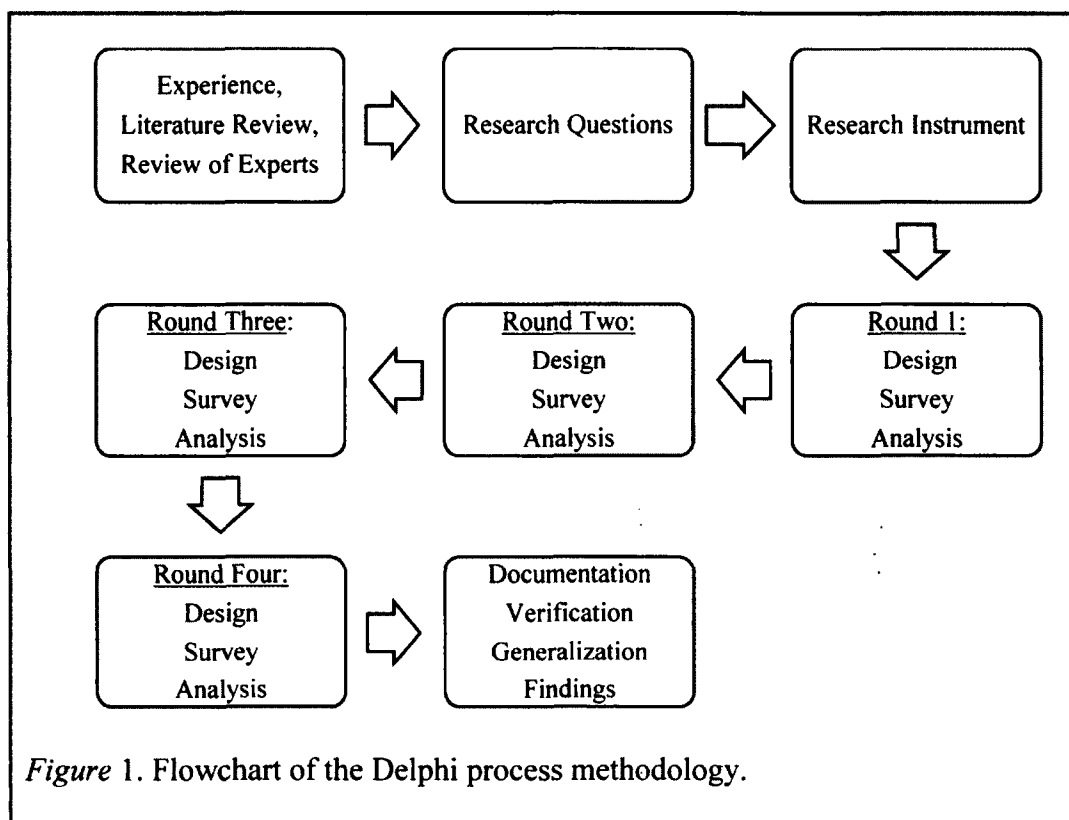 Experience,
Literature Review,
Review of Experts
Research Questions
Research Instrument
Round 1:
Design
Survey
Analysis
Round Two:
Design
Survey
Analysis
Round Three:
Design
Survey
Analysis
Round Four:
Design
Survey
Analysis
Documentation
Verification
Generalization
Findings
Figure 1. Flowchart of the Delphi process methodology.